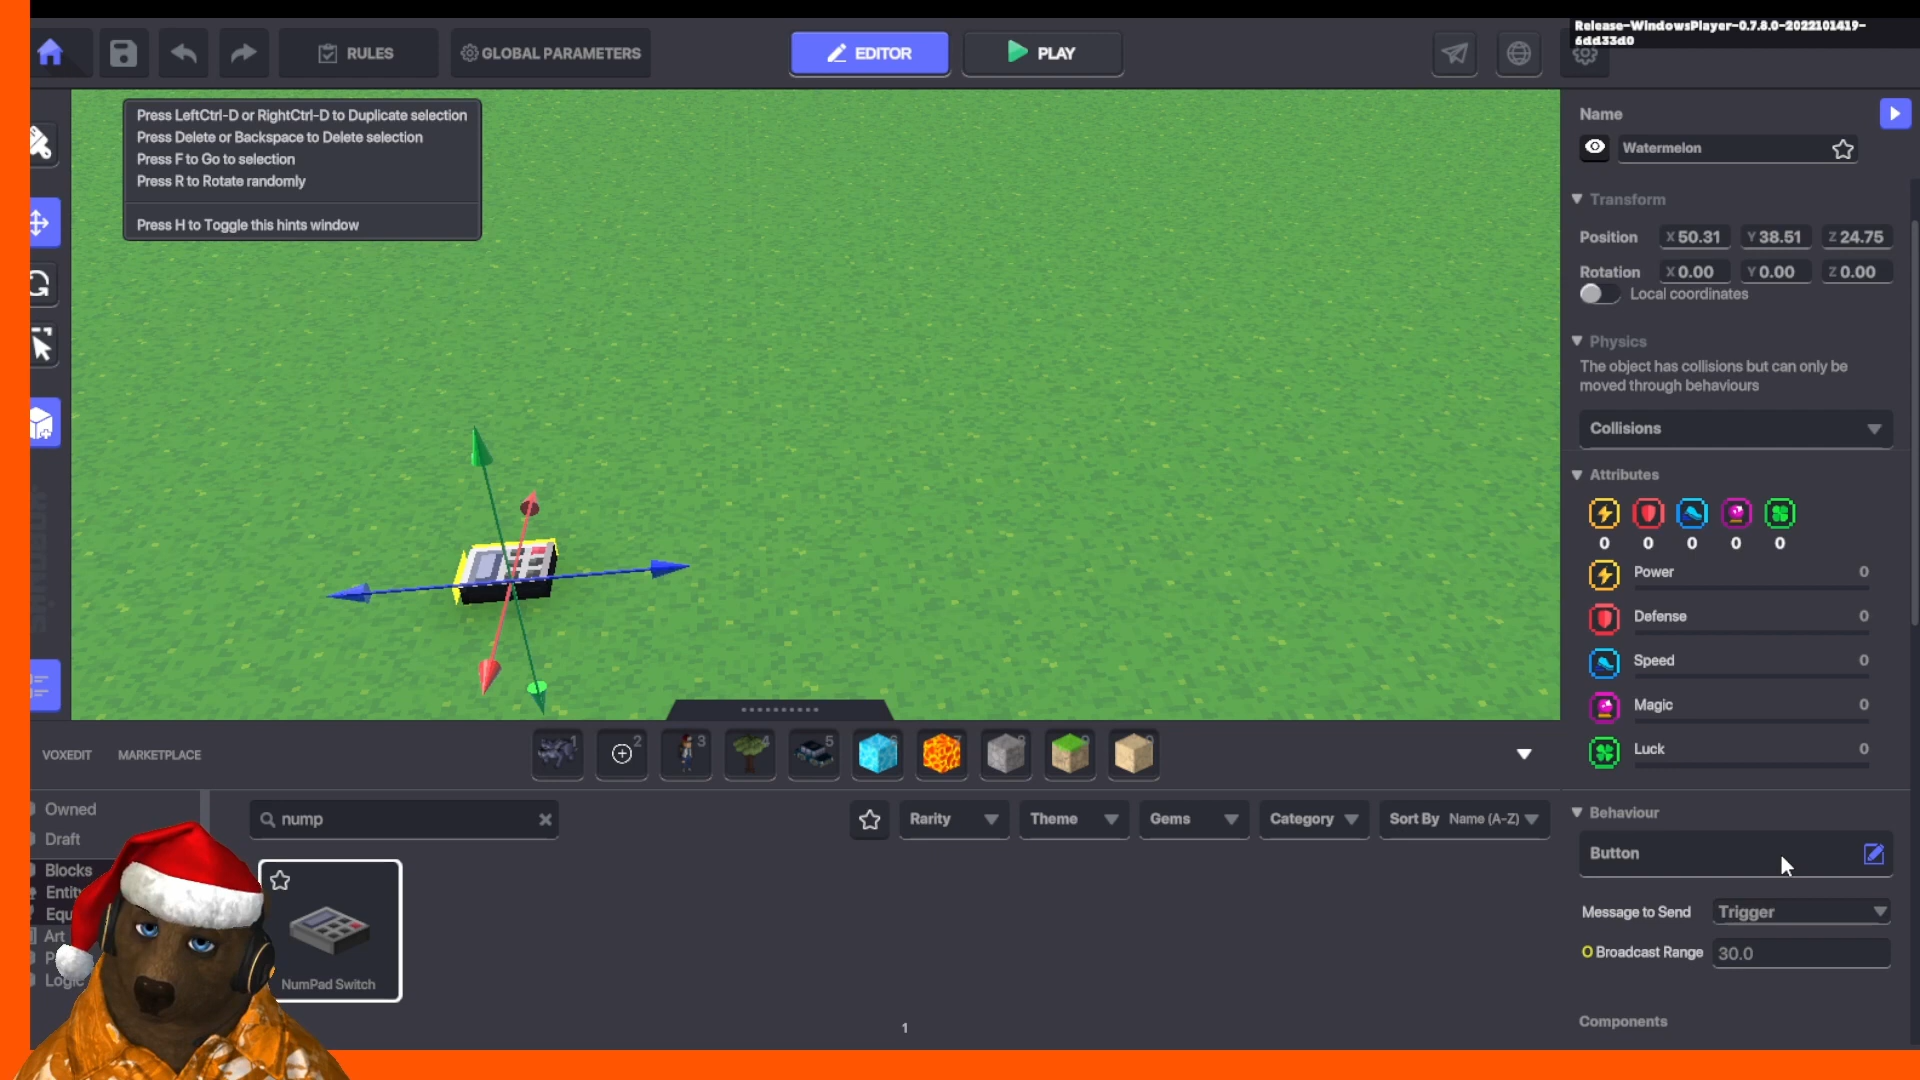 Release-WindowsPlayer-0.7.8.0-2022101419-
6dd33d0
RULES
GLOBAL PARAMETERS
EDITOR
PLAY
Press LeftCtrl-D or RightCtrl-D to Duplicate selection
Press Delete or Backspace to Delete selection
Press F to Go to selection
Press R to Rotate randomly
Press H to Toggle this hints window
Name
Watermelon
Transform
Position X 50.31 Y 38.51 Z 24.75
Rotation X 0.00 Y 0.00 Z 0.00
Local coordinates
Physics
The object has collisions but can only be
moved through behaviours
Collisions
Attributes
0 0 0 0 0
Power 0
Defense 0
Speed 0
Magic 0
Luck 0
Behaviour
Button
Message to Send Trigger
Broadcast Range 30.0
Components
VOXEDIT
MARKETPLACE
1 2 3 4 5
Owned
Draft
Blocks
Art
nump
Rarity
Theme
Gems
Category
Sort By Name (A-Z)
NumPad Switch
1